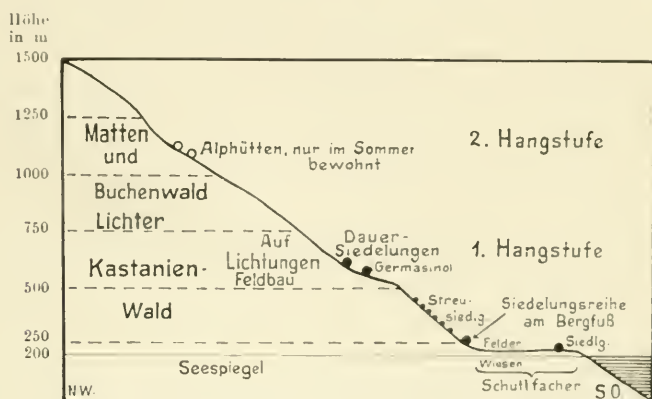 Höhe
in m
1500
1250
Matten
und
Alphütten, nur im Sommer
bewohnt
2. Hangstufe
1000
Buchenwald
Lichter
750
Auf
Lichtungen
Feldbau
Dauer-
Siedelungen
Germasinol
1. Hangstufe
Kastanien-
500
Wald
Streu-
siedlg.
Siedelungsreihe
am Bergfuß
250
200
Felder
Siedlg.
Seespiegel
Wiesen
Schuttfächer
NW.
SO.